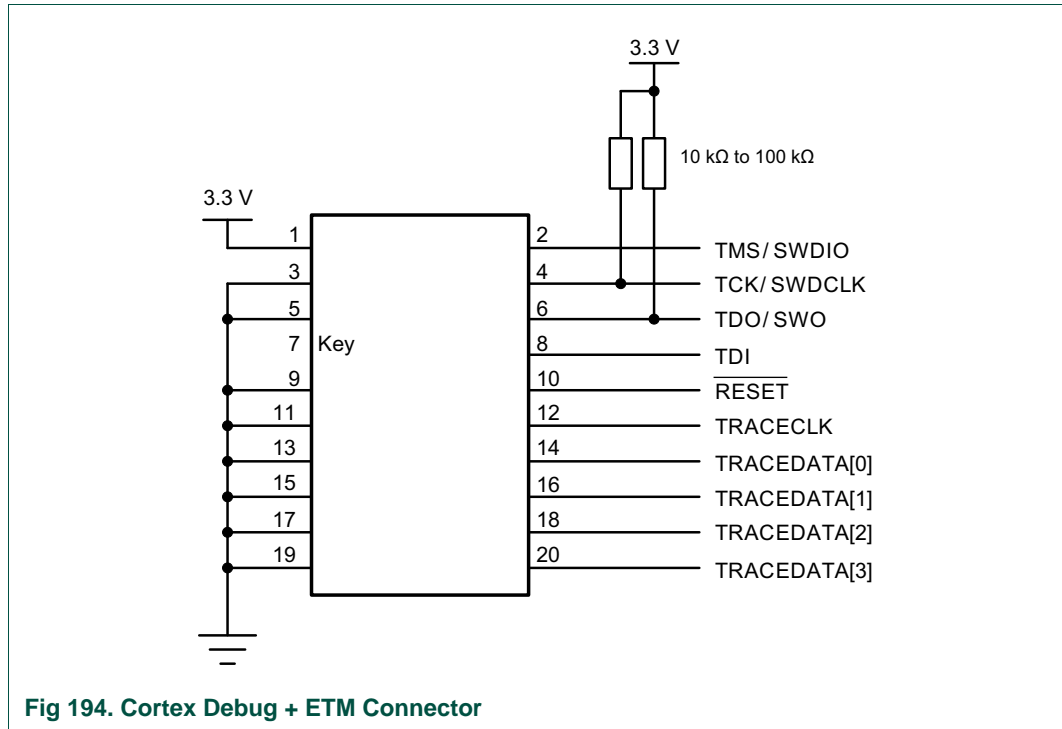 3.3 V
10 kΩ to 100 kΩ
3.3 V
1
2
TMS/ SWDIO
3
4
TCK/ SWDCLK
5
6
TDO/ SWO
7
Key
8
TDI
9
10
RESET
11
12
TRACECLK
13
14
TRACEDATA[0]
15
16
TRACEDATA[1]
17
18
TRACEDATA[2]
19
20
TRACEDATA[3]
Fig 194. Cortex Debug + ETM Connector